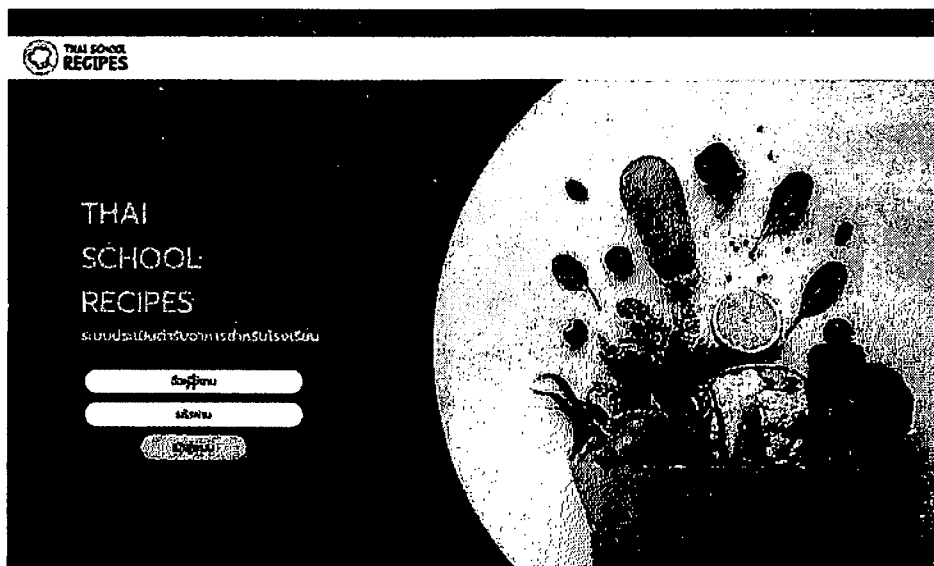 THAI SCHOOL
RECIPES
THAI
SCHOOL
RECIPES
ระบบประเมินตำรับอาหารสำหรับโรงเรียน
ชื่อผู้ใช้งาน
รหัสผ่าน